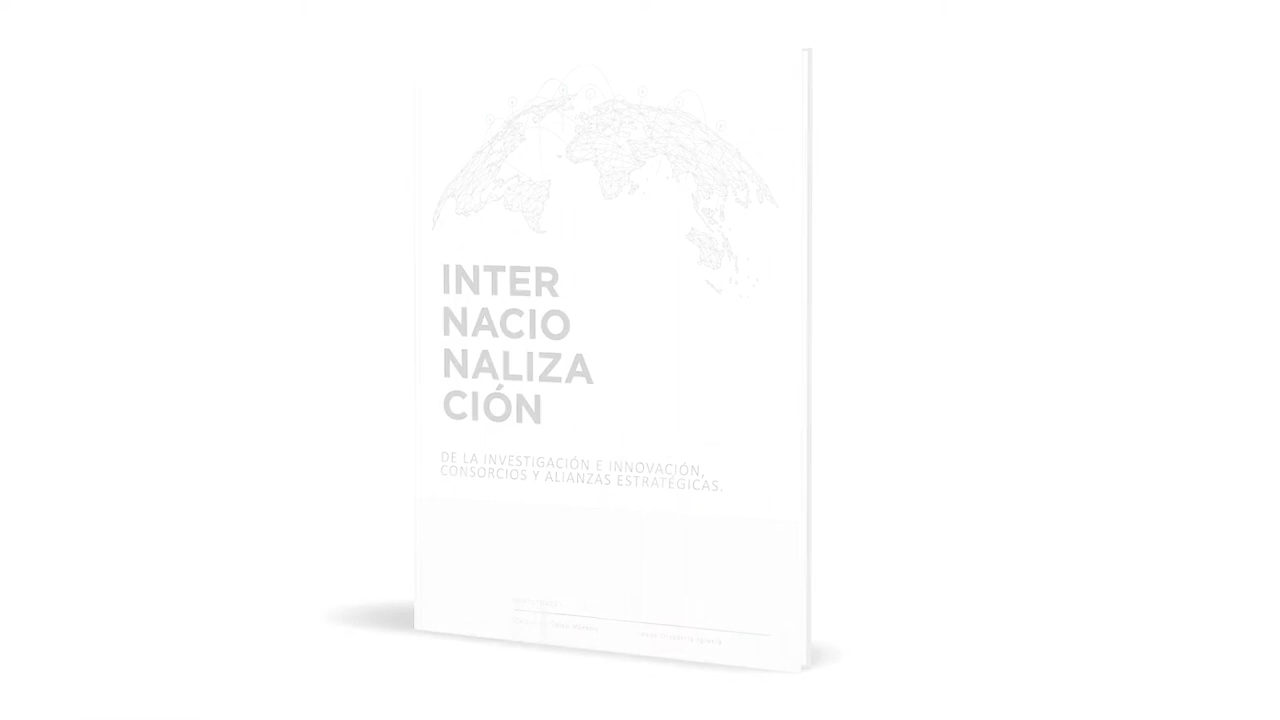 INTER
NACIO
NALIZA
CIÓN
DE LA INVESTIGACIÓN E INNOVACIÓN,
CONSORCIOS Y ALIANZAS ESTRATÉGICAS.